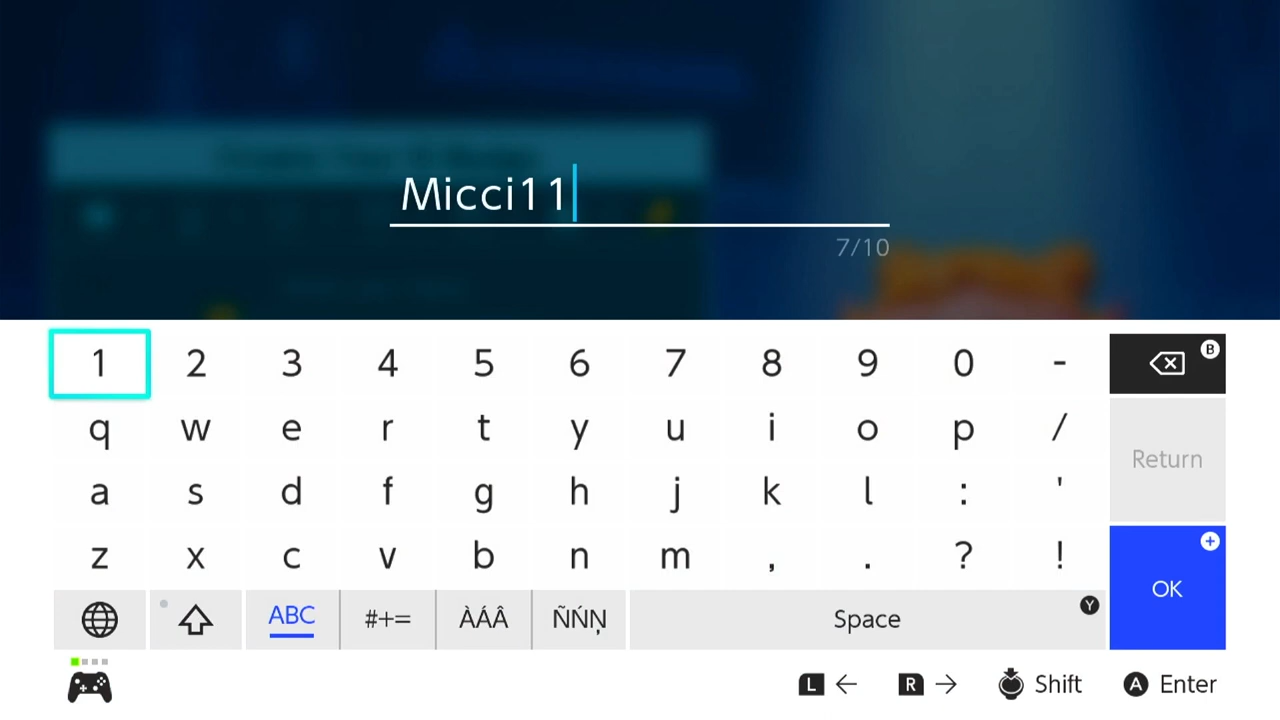 Micci11
7/10
1 2 3 4 5 6 7 8 9 0 - B
q w e r t y u i o p / Return
a s d f g h j k l : '
z x c v b n m , . ? ! + OK
ABC #+= ÀÁÂ ÑŃŅ Space Y
L ← R → Shift A Enter